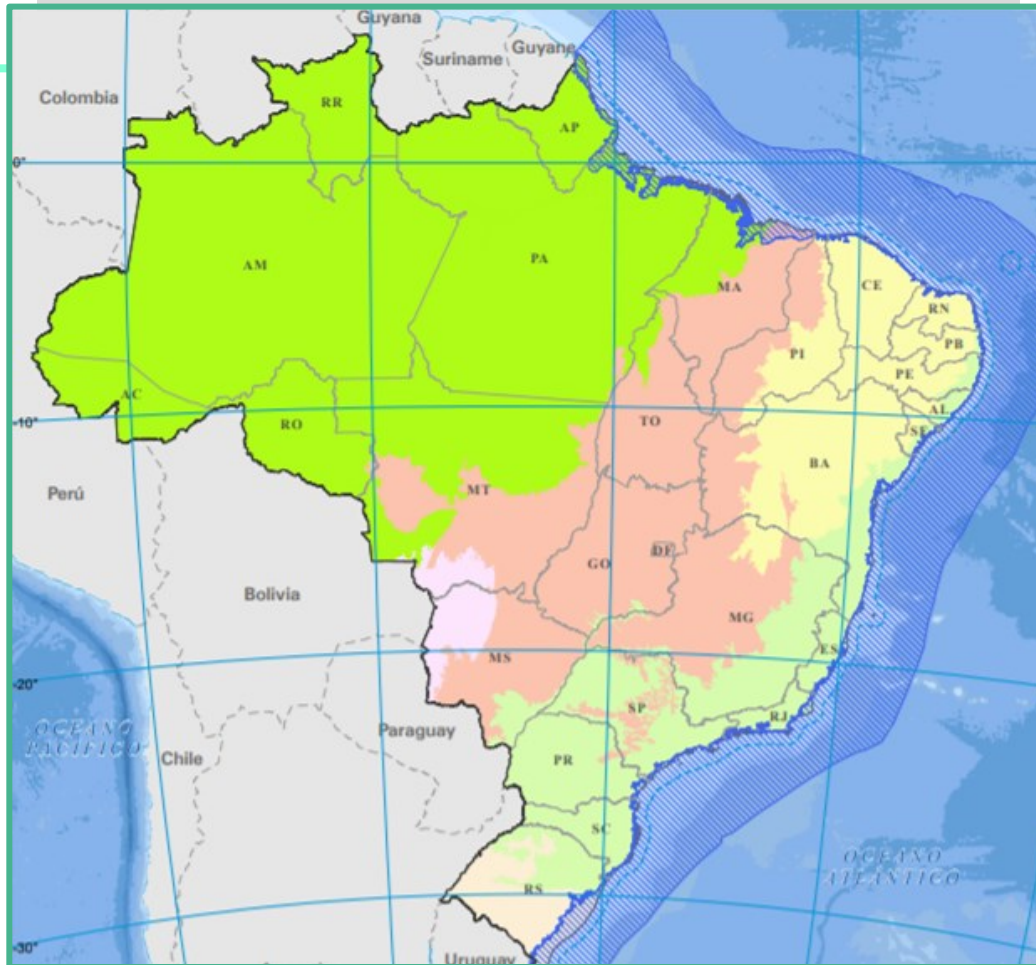 Guyana
Suriname
Guyane
Colombia
RR
AP
0°
AM
PA
MA
CE
RN
PB
PI
PE
AC
-10°
RO
TO
AL
SE
BA
MT
Perú
DF
GO
Bolivia
MG
MS
ES
-20°
SP
RJ
OCEANO
PACÍFICO
Paraguay
Chile
PR
SC
OCEANO
ATLÂNTICO
RS
-30°
Uruguay